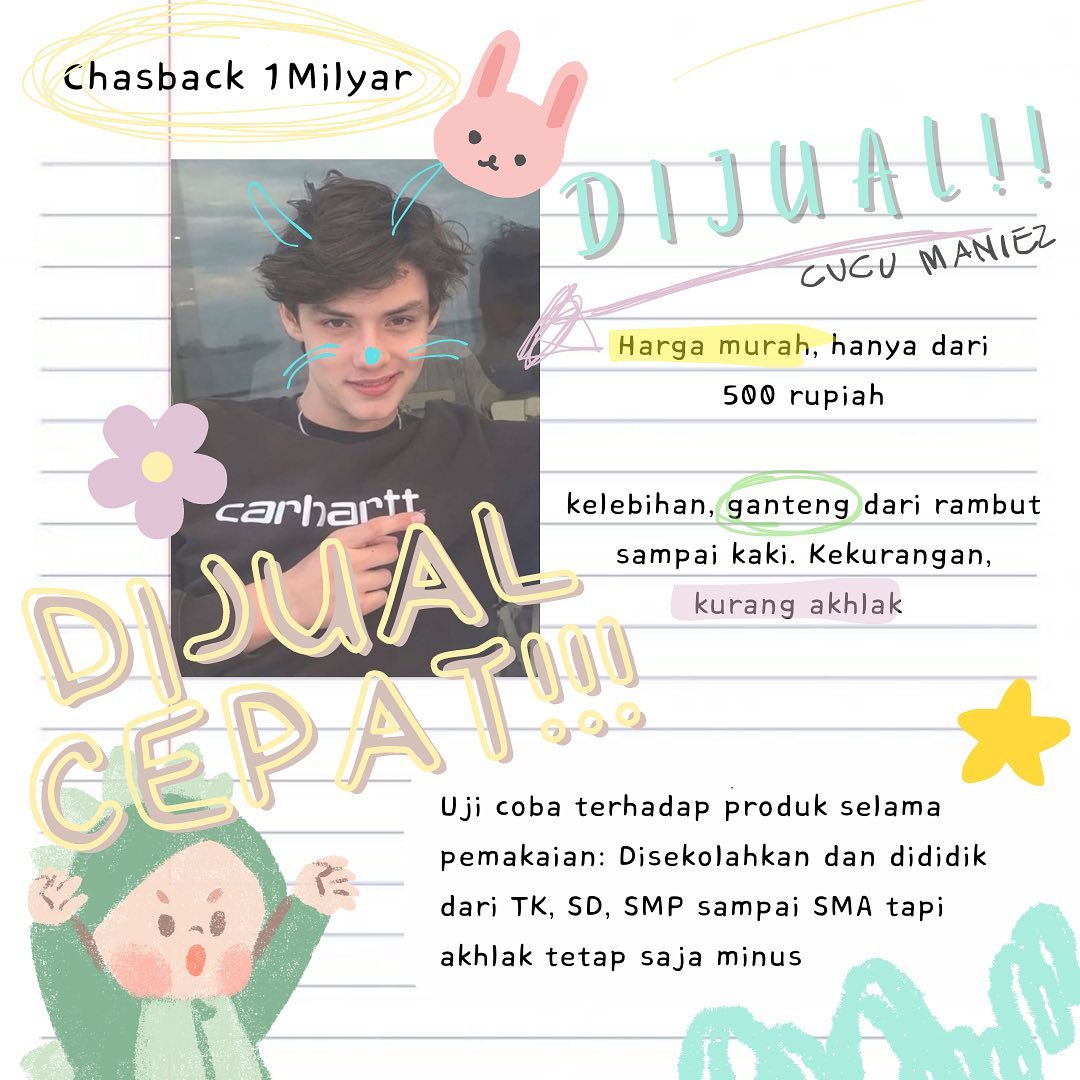 Chasback 1Milyar
DIJUAL!!
CUCU MANIEZ
Harga murah, hanya dari
500 rupiah
carhartt
kelebihan, ganteng dari rambut
sampai kaki. Kekurangan,
kurang akhlak
DIJUAL
CEPAT!!!
Uji coba terhadap produk selama
pemakaian: Disekolahkan dan dididik
dari TK, SD, SMP sampai SMA tapi
akhlak tetap saja minus